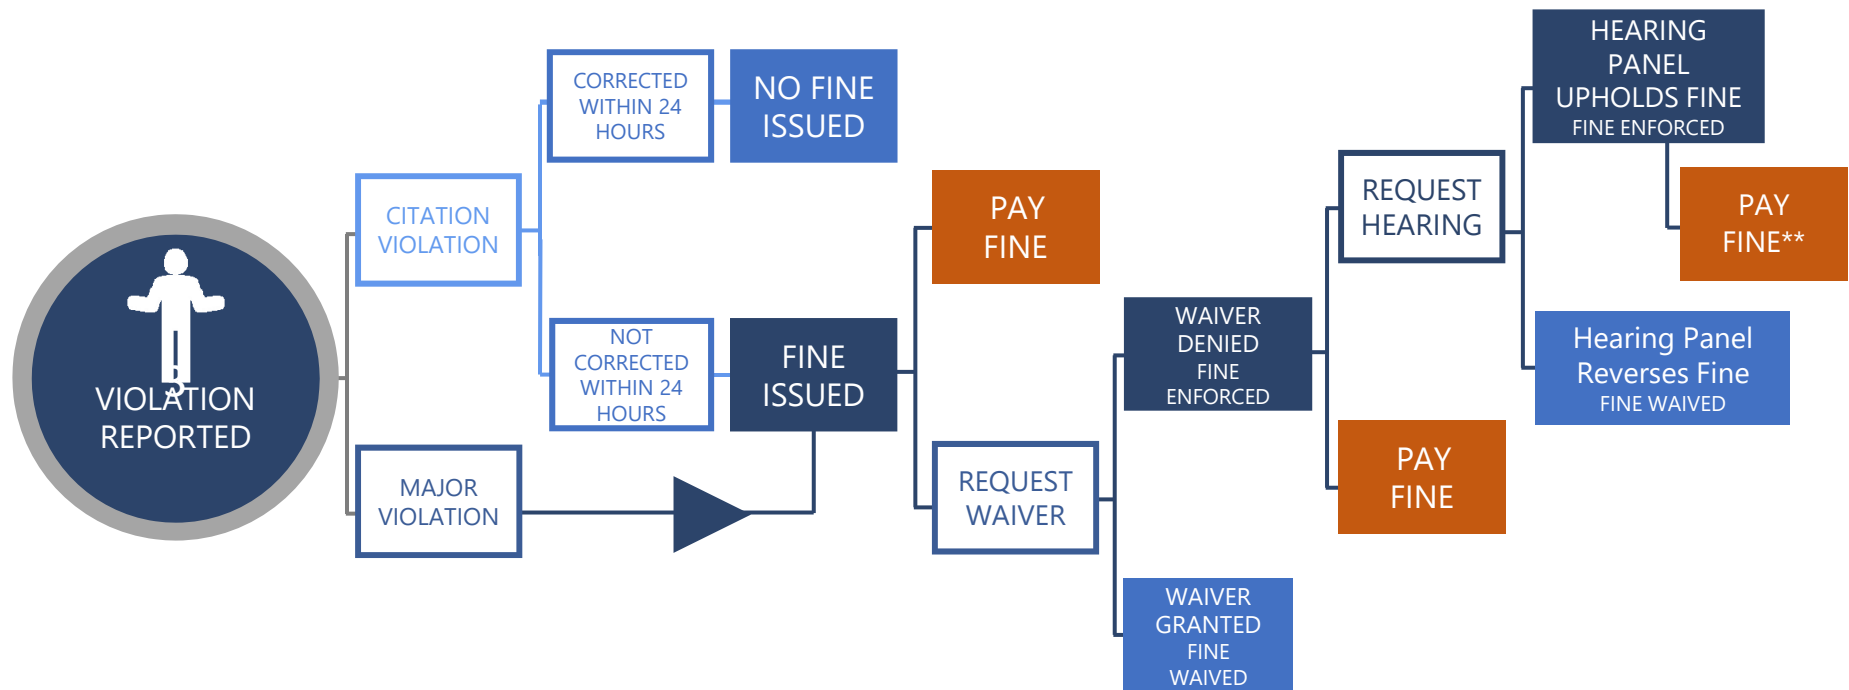 VIOLATION
REPORTED
CITATION
VIOLATION
MAJOR
VIOLATION
CORRECTED
WITHIN 24
HOURS
NO FINE
ISSUED
NOT
CORRECTED
WITHIN 24
HOURS
FINE
ISSUED
PAY
FINE
REQUEST
WAIVER
WAIVER
DENIED
FINE
ENFORCED
WAIVER
GRANTED
FINE
WAIVED
REQUEST
HEARING
PAY
FINE
HEARING
PANEL
UPHOLDS FINE
FINE ENFORCED
PAY
FINE**
Hearing Panel
Reverses Fine
FINE WAIVED